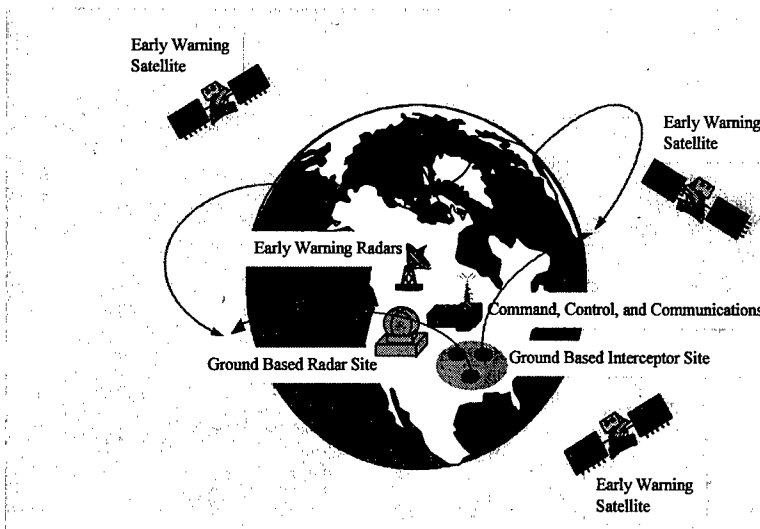 Early Warning
Satellite
Early Warning
Satellite
Early Warning Radars
Command, Control, and Communications
Ground Based Radar Site
Ground Based Interceptor Site
Early Warning
Satellite